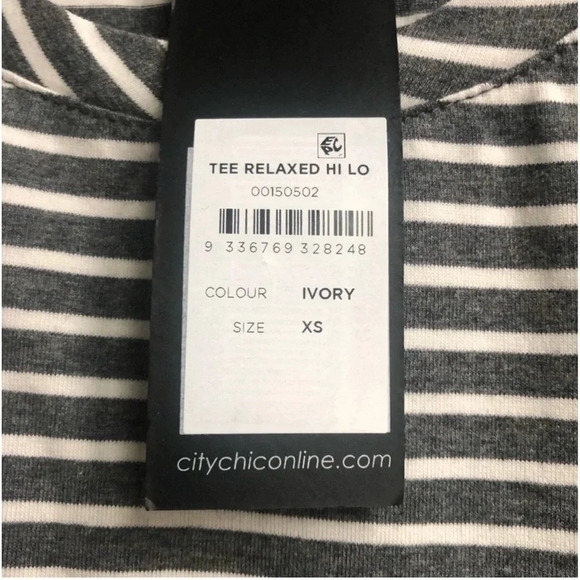 TEE RELAXED HI LO
00150502
9 336769 328248
COLOUR IVORY
SIZE XS
citychiconline.com